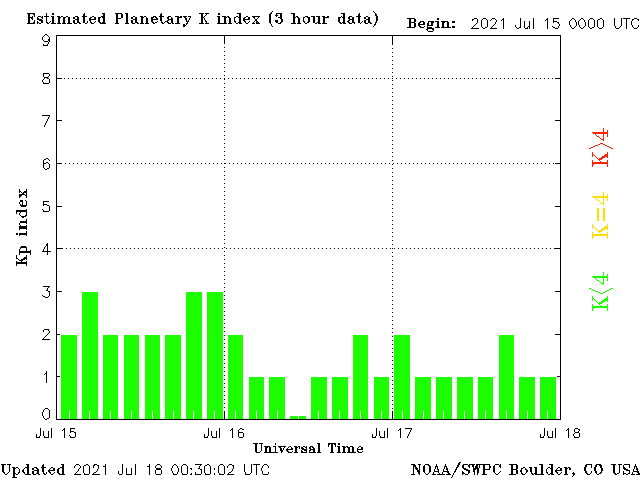 Estimated Planetary K index (3 hour data) Begin: 2021 Jul 15 0000 UTC
9
8
7
6
5
4
3
2
1
0
Kp index
K>4
K=4
K<4
Jul 15 Jul 16 Jul 17 Jul 18
Universal Time
Updated 2021 Jul 18 00:30:02 UTC NOAA/SWPC Boulder, CO USA